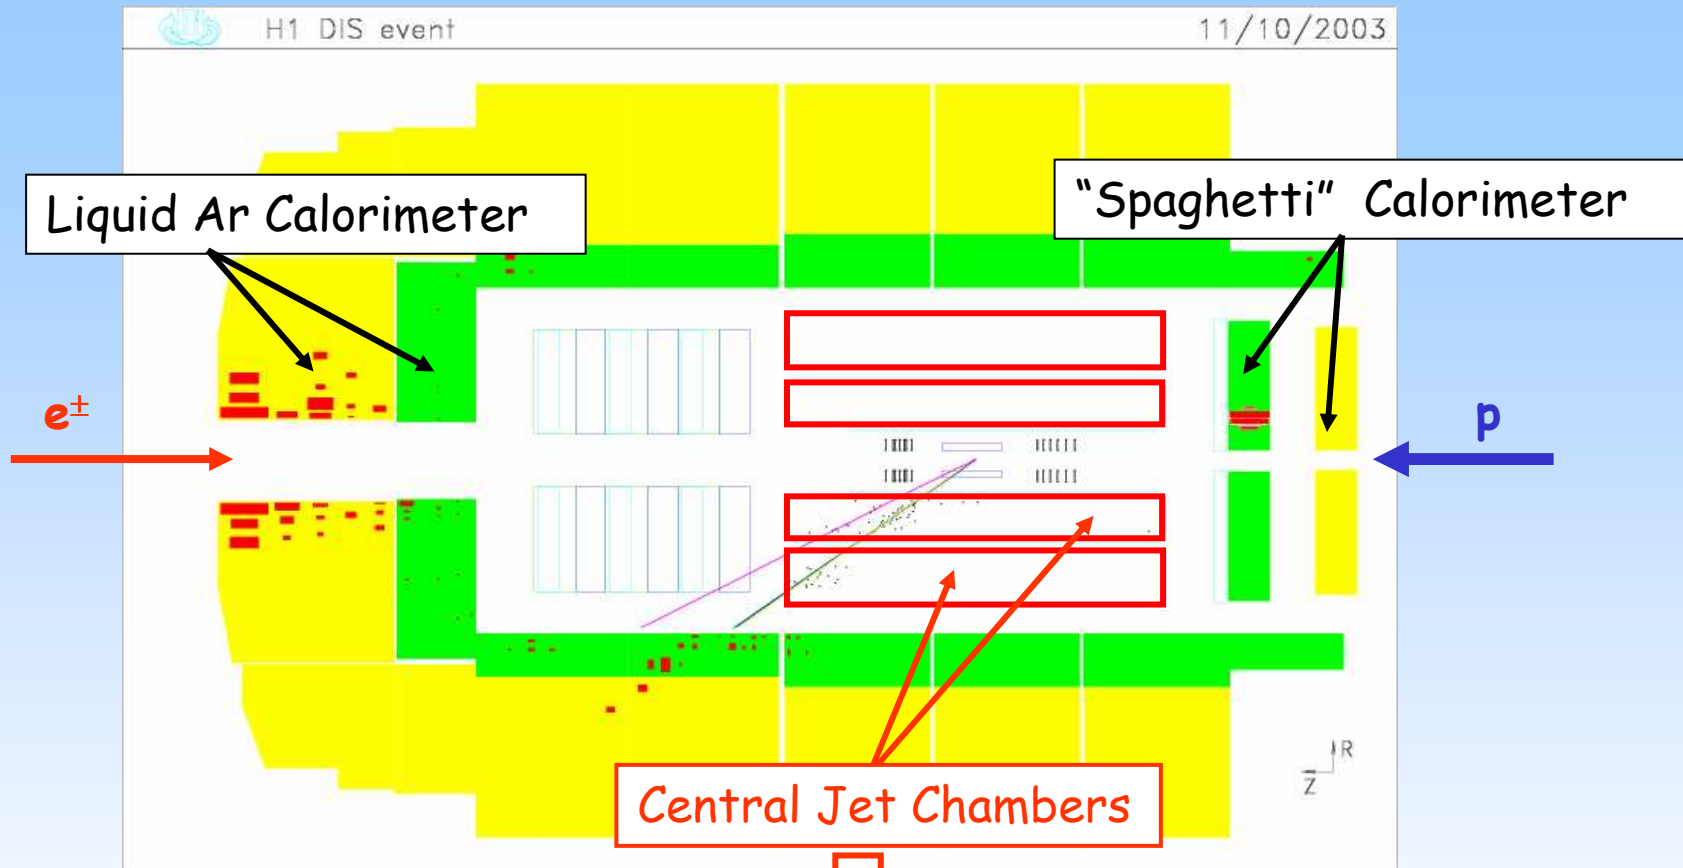 H1 DIS event 11/10/2003
Liquid Ar Calorimeter
“Spaghetti” Calorimeter
e±
p
R
Z
Central Jet Chambers